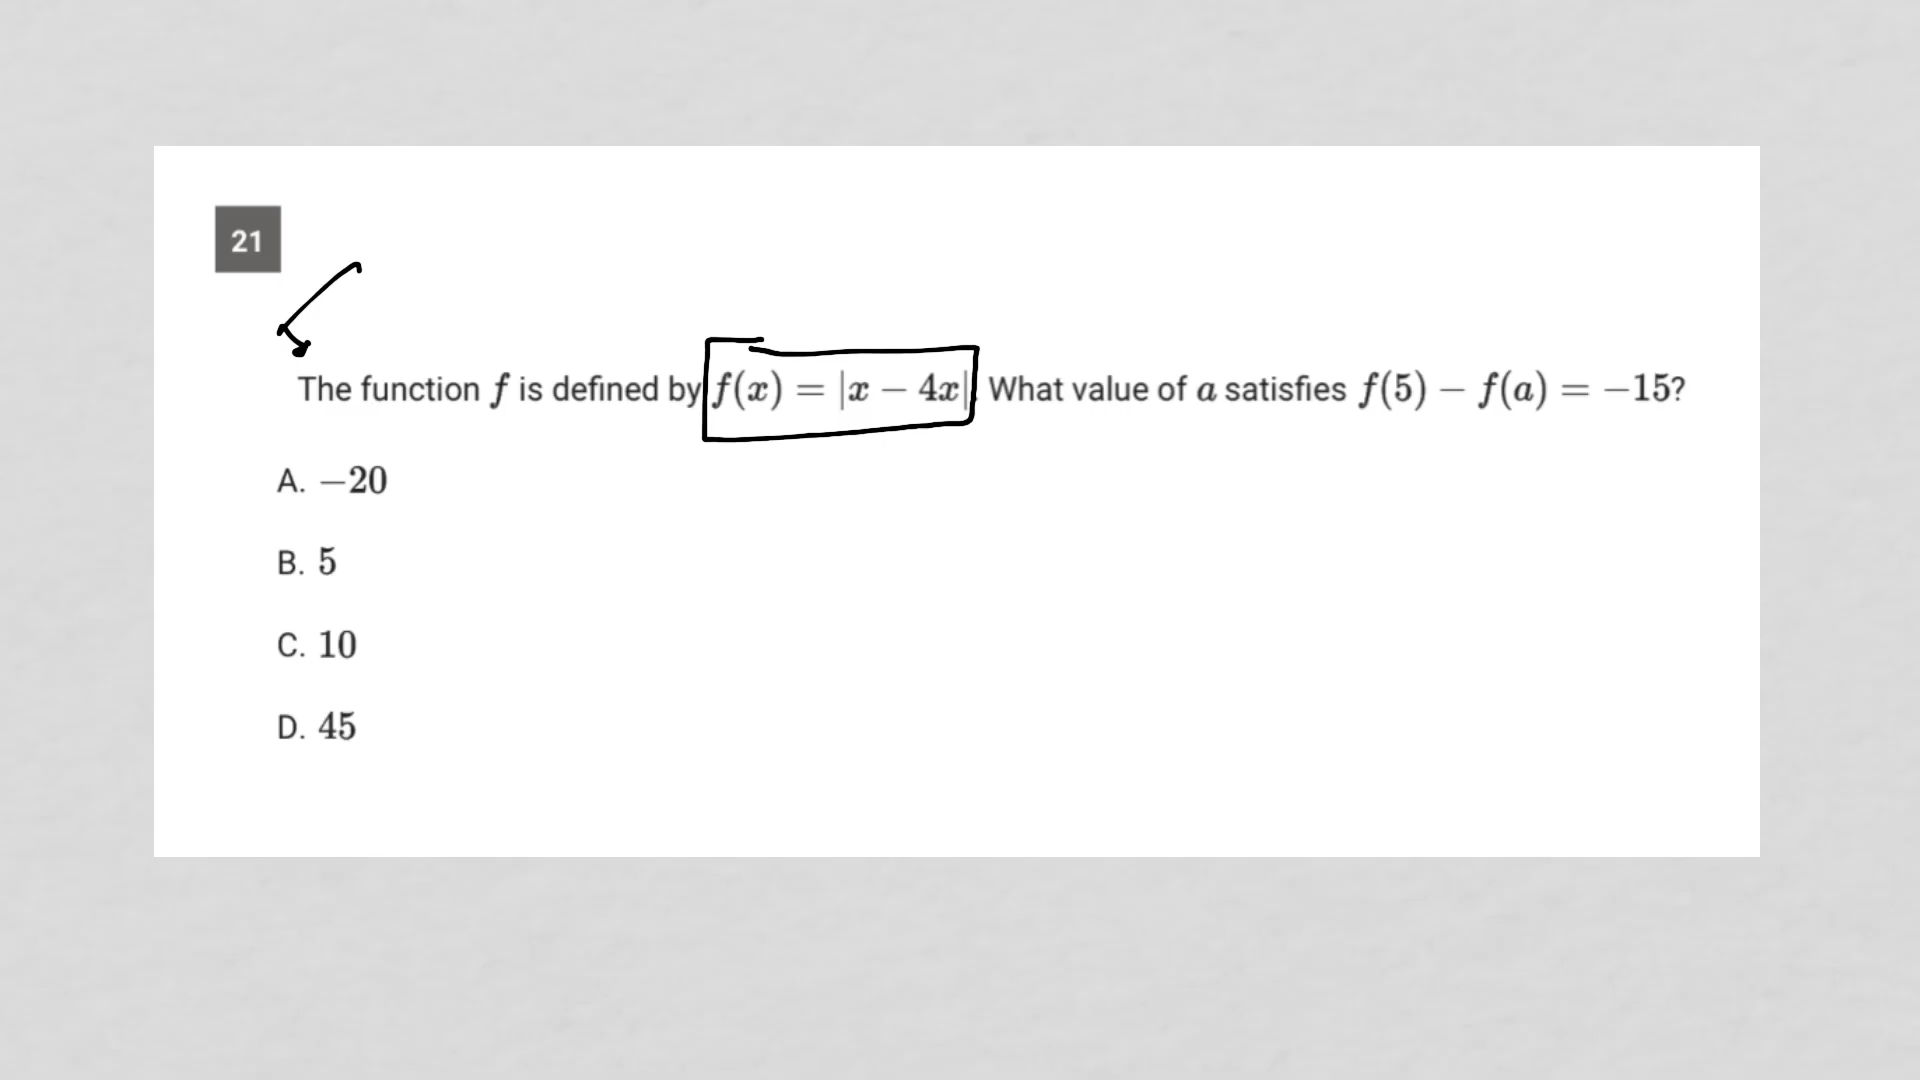 21
The function f is defined by f(x) = |x − 4x|. What value of a satisfies f(5) − f(a) = −15?
A. −20
B. 5
C. 10
D. 45